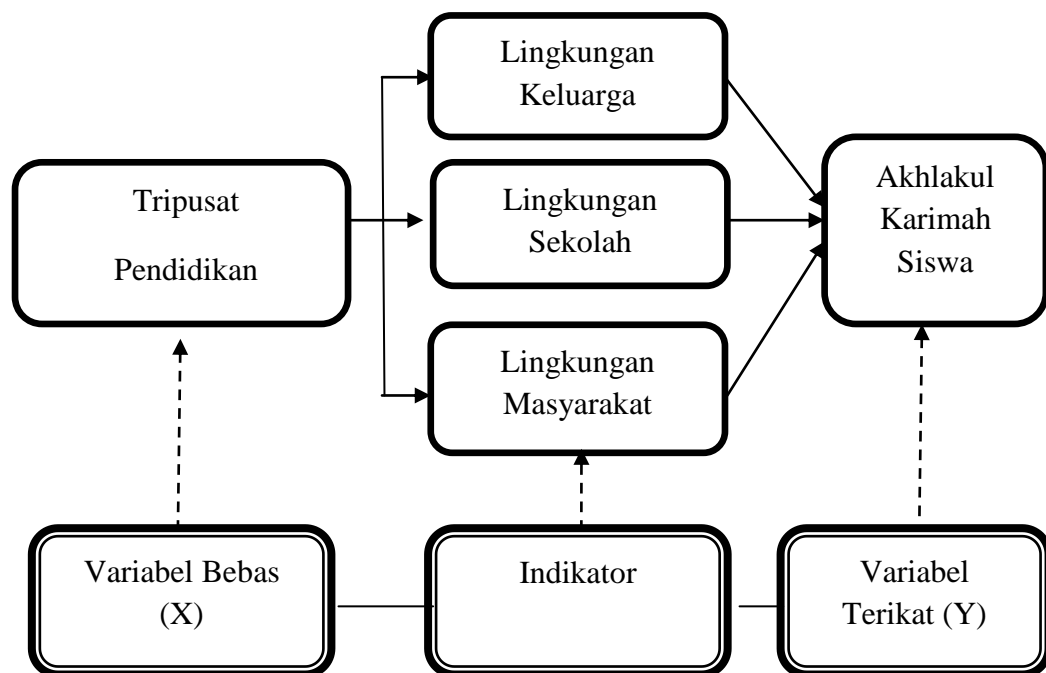 Lingkungan
Keluarga
Tripusat
Pendidikan
Lingkungan
Sekolah
Akhlakul
Karimah
Siswa
Lingkungan
Masyarakat
Variabel Bebas
(X)
Indikator
Variabel
Terikat (Y)